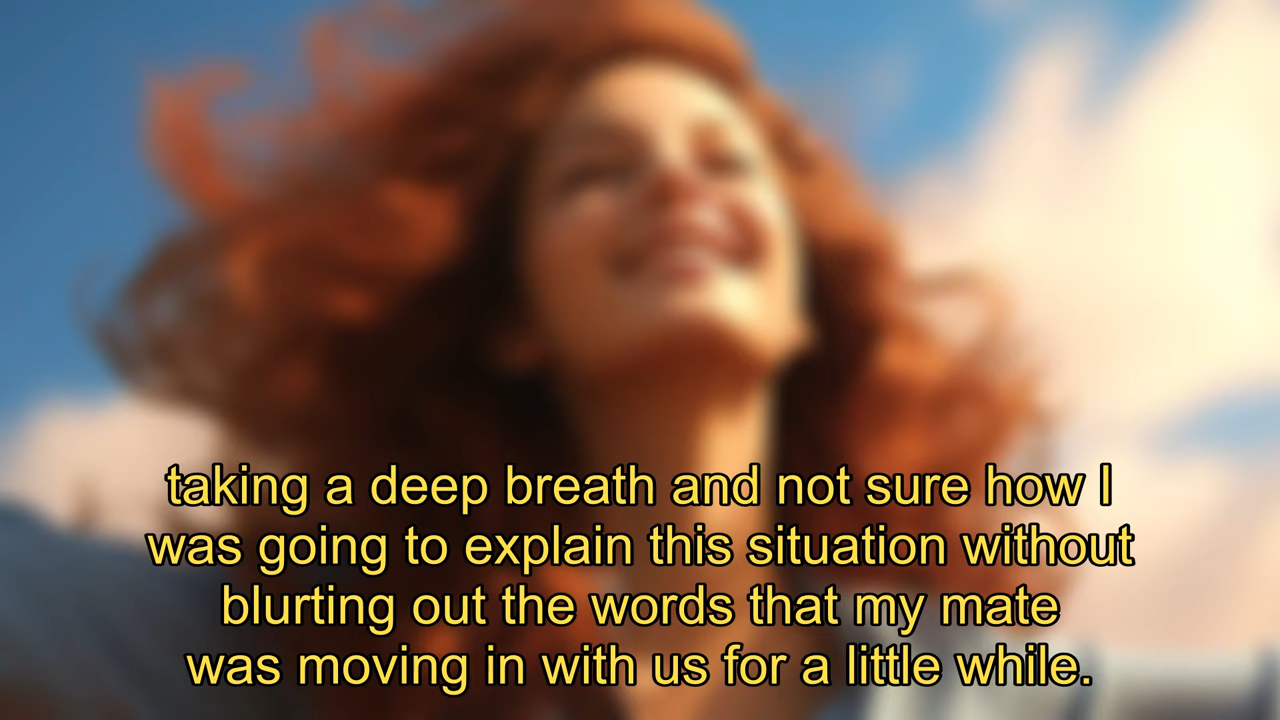 taking a deep breath and not sure how I
was going to explain this situation without
blurting out the words that my mate
was moving in with us for a little while.